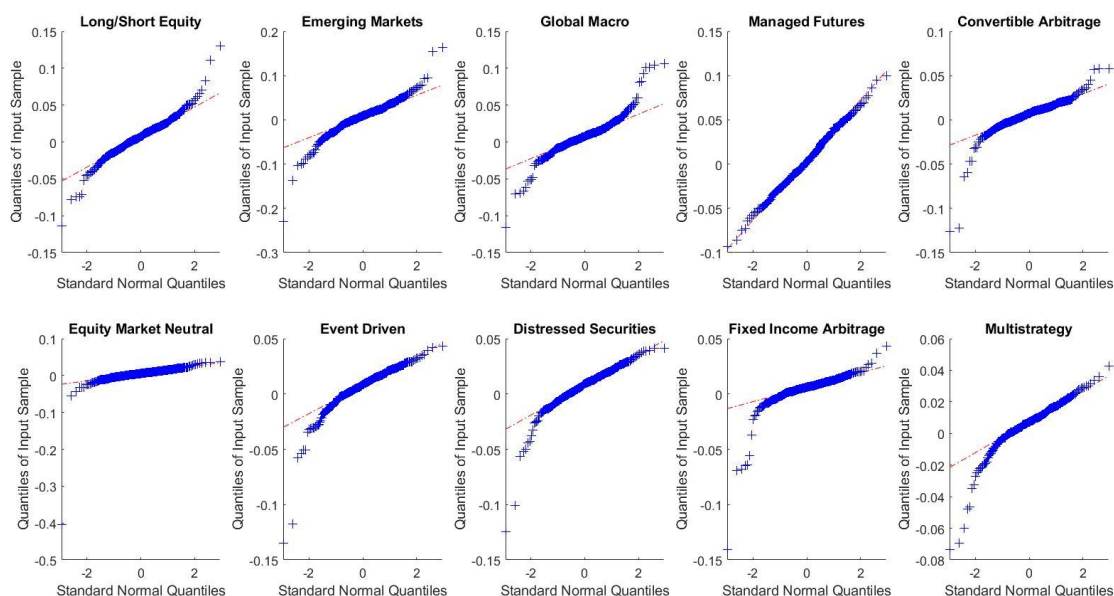 Long/Short Equity
Emerging Markets
Global Macro
Managed Futures
Convertible Arbitrage
Quantiles of Input Sample
0.15
0.1
0.05
0
-0.05
-0.1
-0.15
-2 0 2
Standard Normal Quantiles
Quantiles of Input Sample
0.2
0.1
0
-0.1
-0.2
-0.3
-2 0 2
Standard Normal Quantiles
Quantiles of Input Sample
0.15
0.1
0.05
0
-0.05
-0.1
-0.15
-2 0 2
Standard Normal Quantiles
Quantiles of Input Sample
0.15
0.1
0.05
0
-0.05
-0.1
-2 0 2
Standard Normal Quantiles
Quantiles of Input Sample
0.15
0.1
0.05
0
-0.05
-0.1
-0.15
-2 0 2
Standard Normal Quantiles
Equity Market Neutral
Event Driven
Distressed Securities
Fixed Income Arbitrage
Multistrategy
Quantiles of Input Sample
0.1
0
-0.1
-0.2
-0.3
-0.4
-0.5
-2 0 2
Standard Normal Quantiles
Quantiles of Input Sample
0.05
0
-0.05
-0.1
-0.15
-2 0 2
Standard Normal Quantiles
Quantiles of Input Sample
0.05
0
-0.05
-0.1
-0.15
-2 0 2
Standard Normal Quantiles
Quantiles of Input Sample
0.05
0
-0.05
-0.1
-0.15
-2 0 2
Standard Normal Quantiles
Quantiles of Input Sample
0.06
0.04
0.02
0
-0.02
-0.04
-0.06
-0.08
-2 0 2
Standard Normal Quantiles